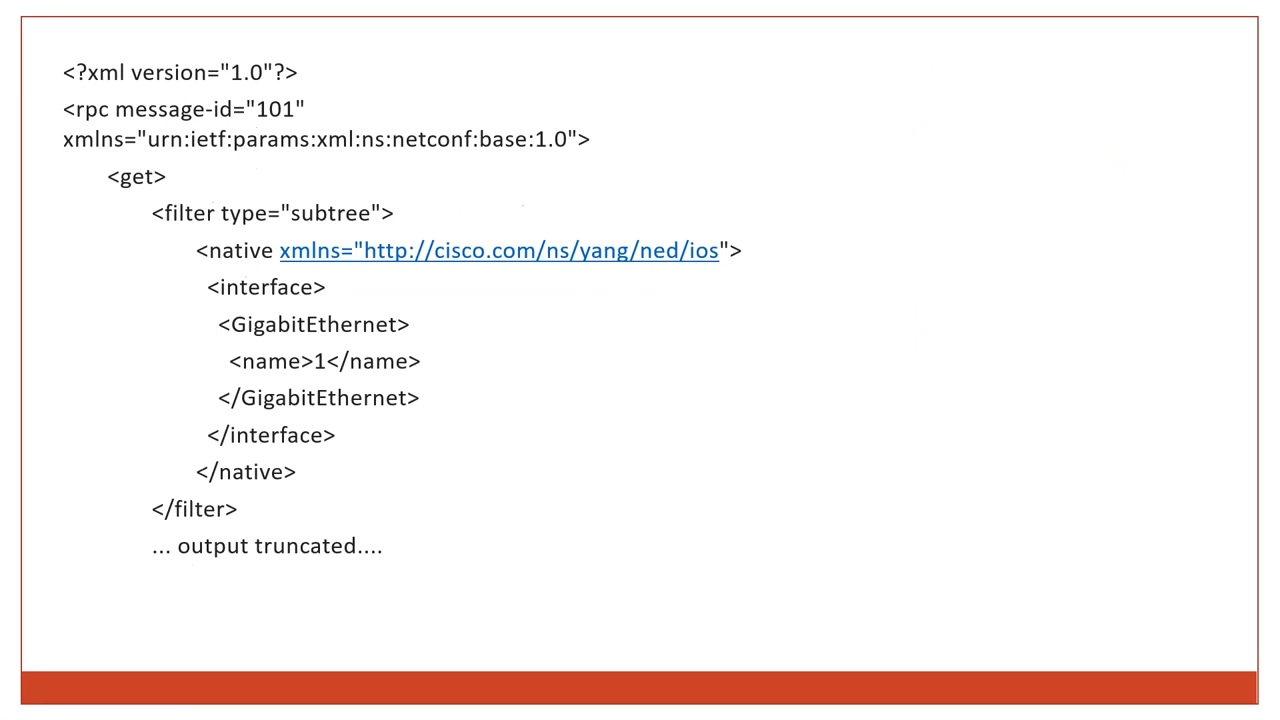 <?xml version="1.0"?>
<rpc message-id="101"
xmlns="urn:ietf:params:xml:ns:netconf:base:1.0">
<get>
<filter type="subtree">
<native xmlns="http://cisco.com/ns/yang/ned/ios">
<interface>
<GigabitEthernet>
<name>1</name>
</GigabitEthernet>
</interface>
</native>
</filter>
... output truncated....